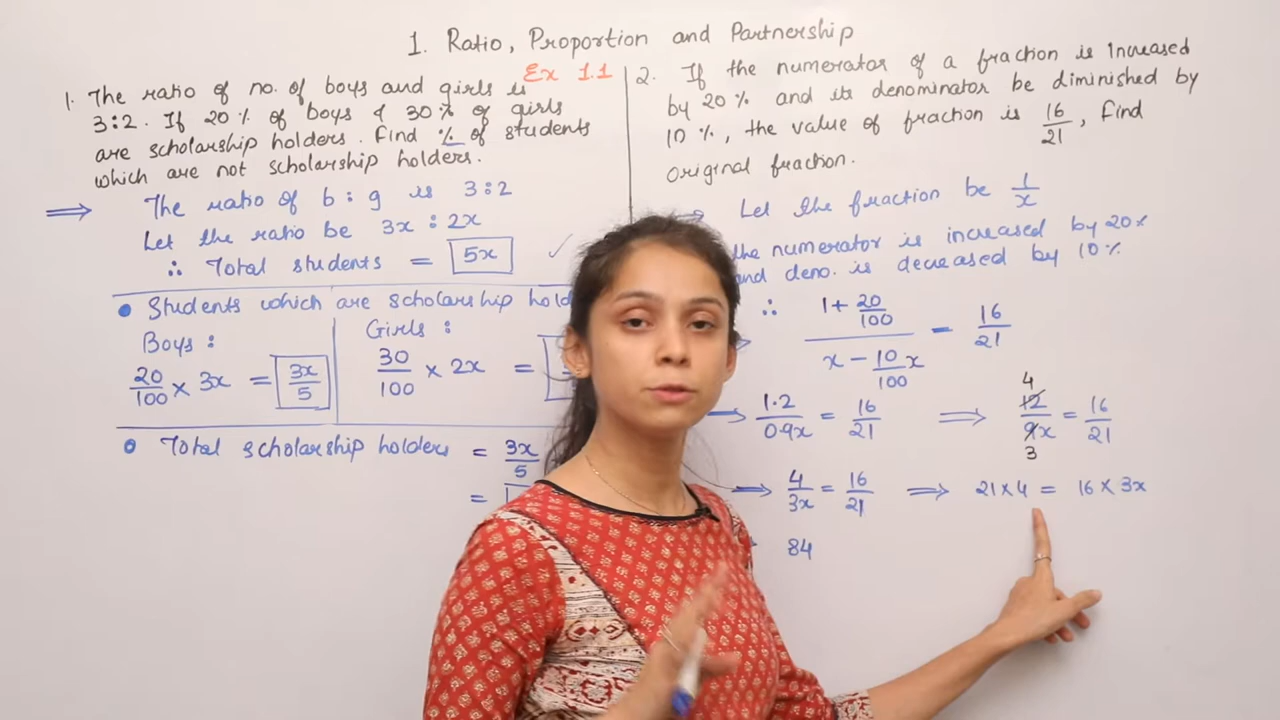 1. Ratio, Proportion and Partnership
Ex 1.1
1. The ratio of no. of boys and girls is
3:2. If 20% of boys & 30% of girls
are scholarship holders. Find % of students
which are not scholarship holders.
⟹ The ratio of b : g is 3:2
Let the ratio be 3x : 2x
∴ Total students = 5x ✓
• Students which are scholarship
Boys :
20/100 × 3x = 3x/5
Girls :
30/100 × 2x =
• Total scholarship holders = 3x/5
=
2. If the numerator of a fraction is increased
by 20% and its denominator be diminished by
10%, the value of fraction is 16/21, find
original fraction.
Let the fraction be 1/x
the numerator is increased by 20%
and deno. is decreased by 10%
∴ (1 + 20/100)/(x - 10/100 x) = 16/21
1.2/0.9x = 16/21 ⟹ 12/9x = 16/21
4
3
4/3x = 16/21 ⟹ 21×4 = 16×3x
84